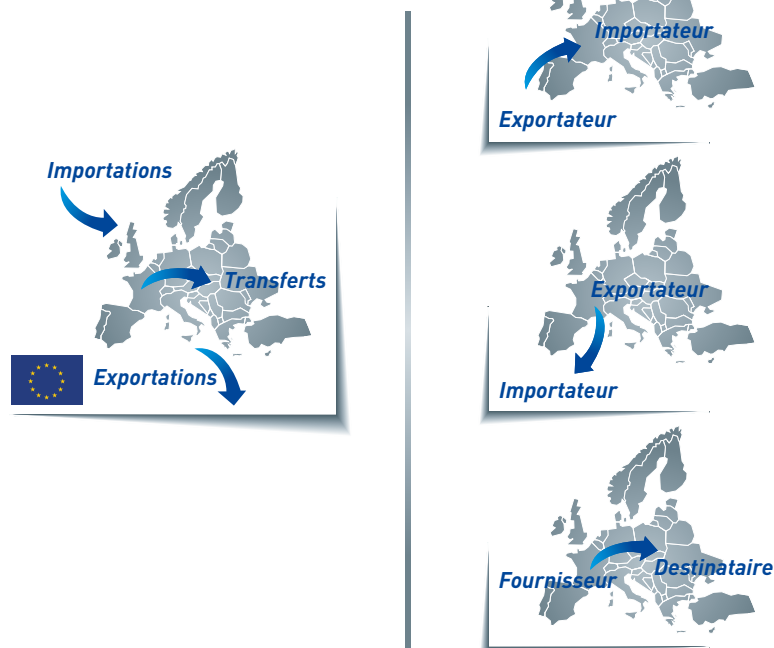 Importations
Transferts
Exportations
Importateur
Exportateur
Exportateur
Importateur
Fournisseur
Destinataire